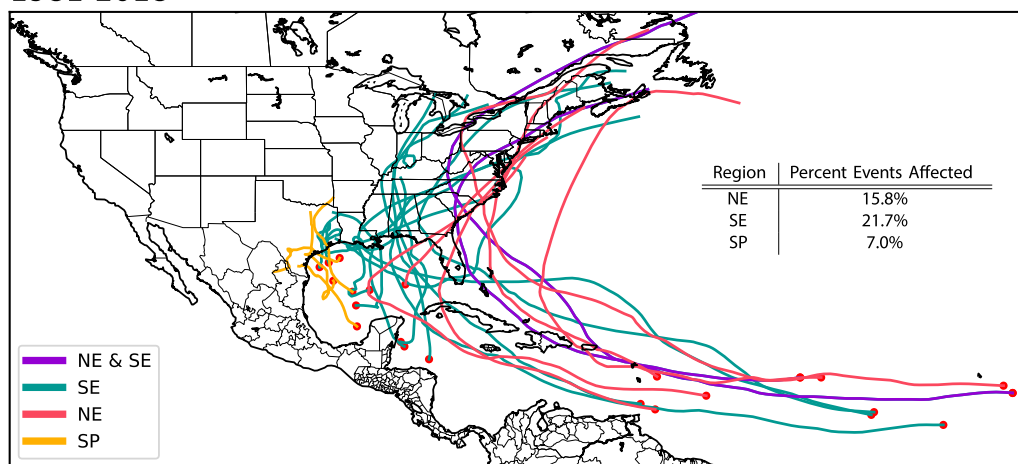 Region Percent Events Affected
NE 15.8%
SE 21.7%
SP 7.0%
NE & SE
SE
NE
SP